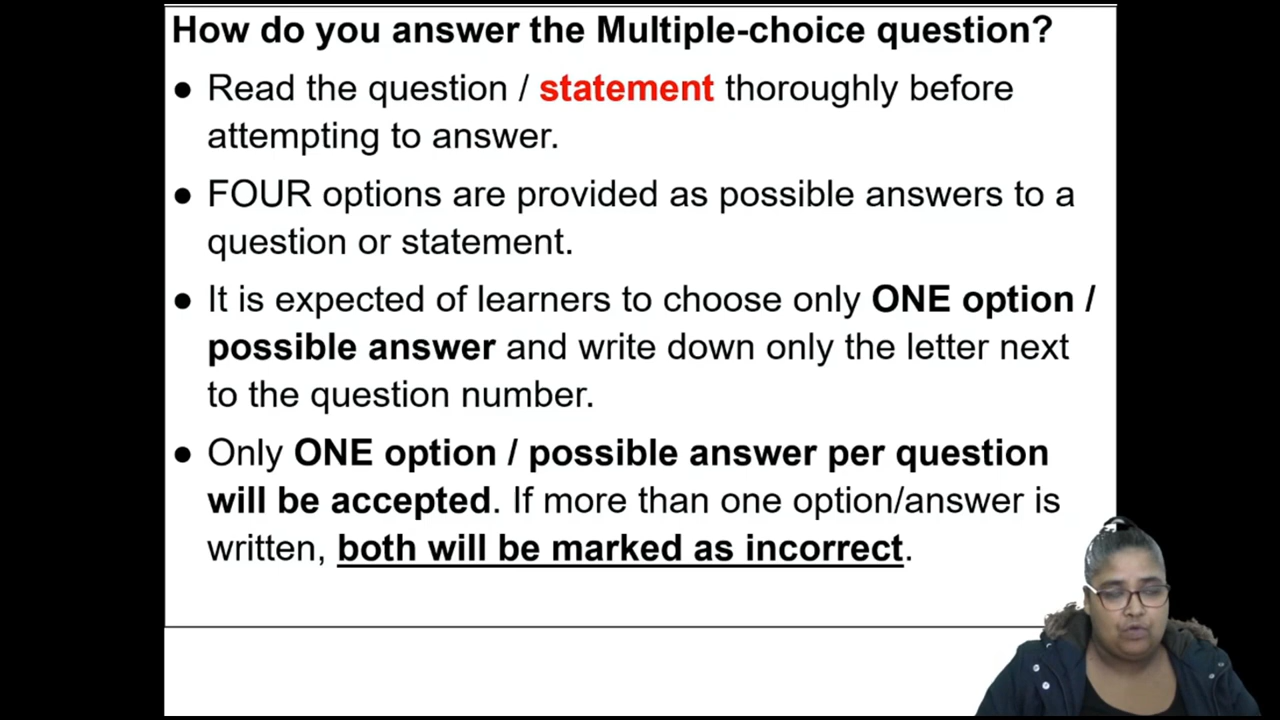 How do you answer the Multiple-choice question?
● Read the question / statement thoroughly before
attempting to answer.
● FOUR options are provided as possible answers to a
question or statement.
● It is expected of learners to choose only ONE option /
possible answer and write down only the letter next
to the question number.
● Only ONE option / possible answer per question
will be accepted. If more than one option/answer is
written, both will be marked as incorrect.